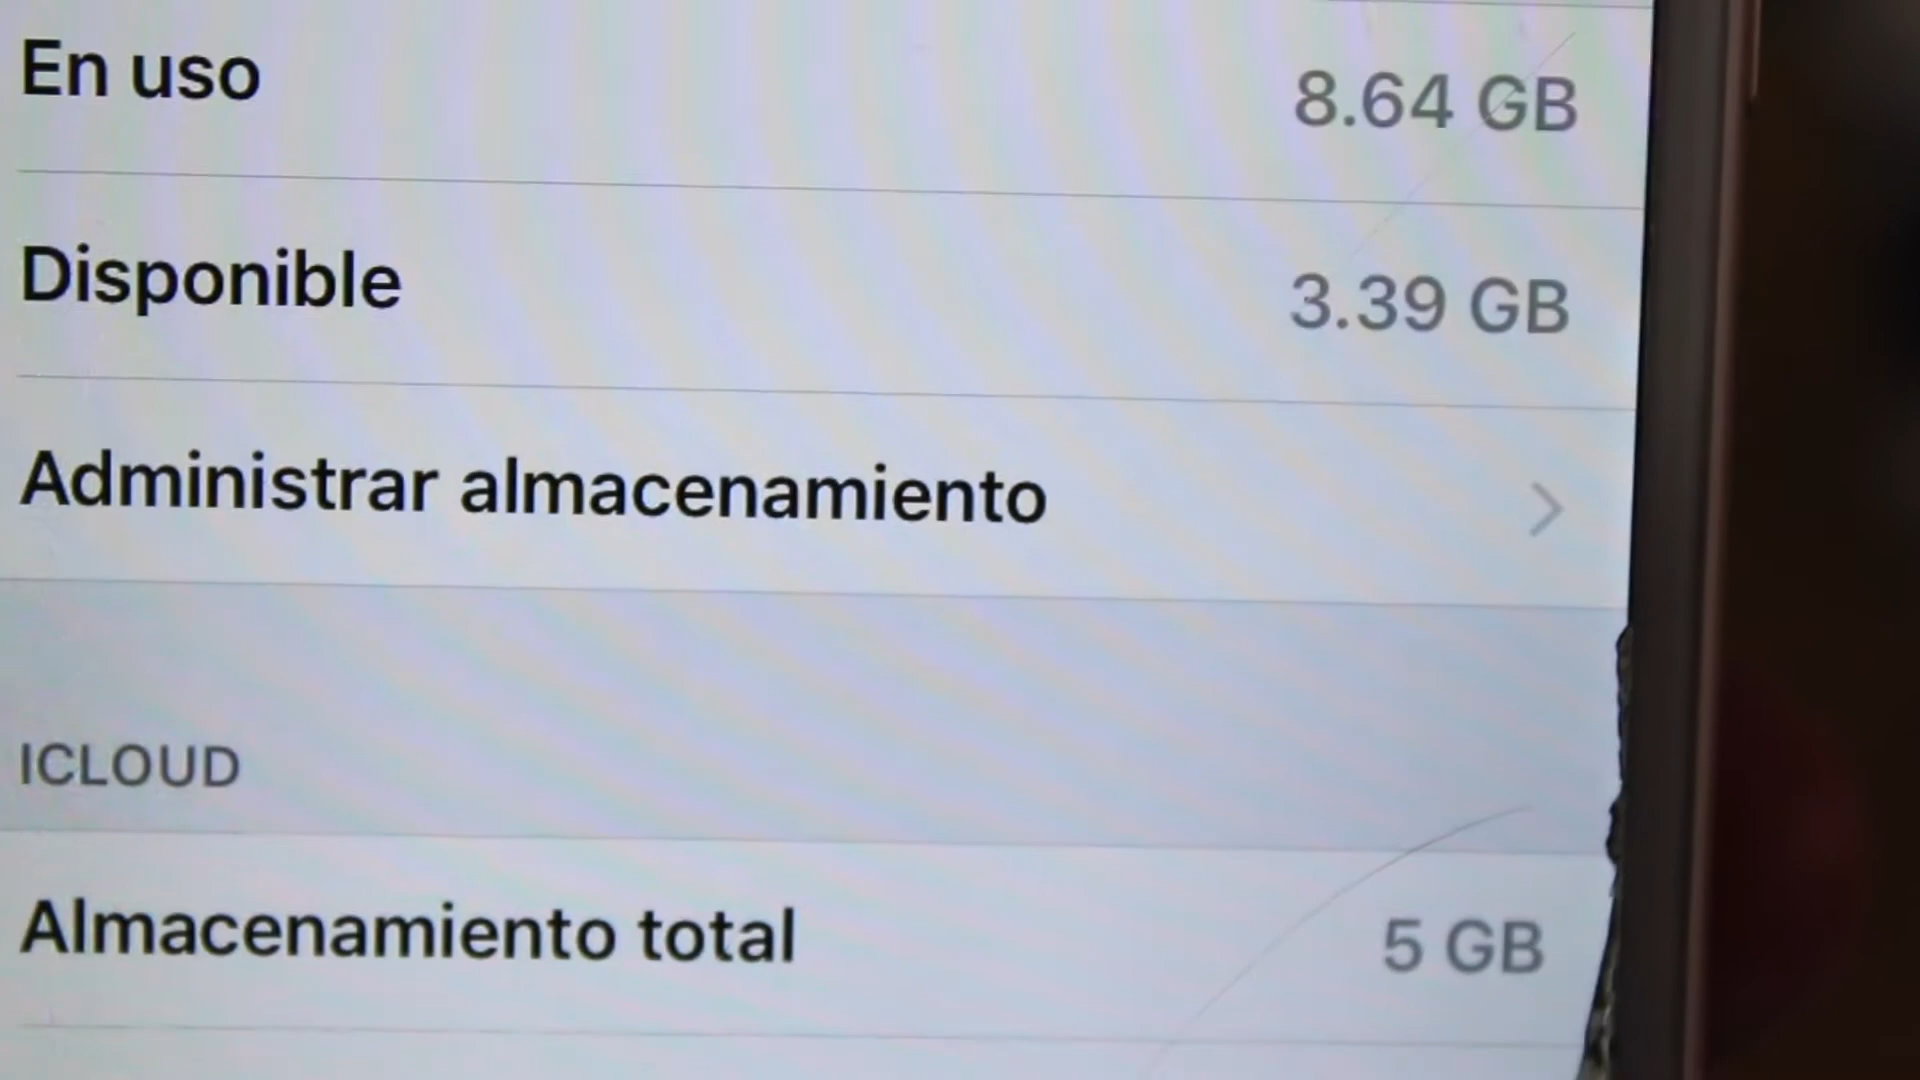 En uso 8.64 GB
Disponible 3.39 GB
Administrar almacenamiento
ICLOUD
Almacenamiento total 5 GB